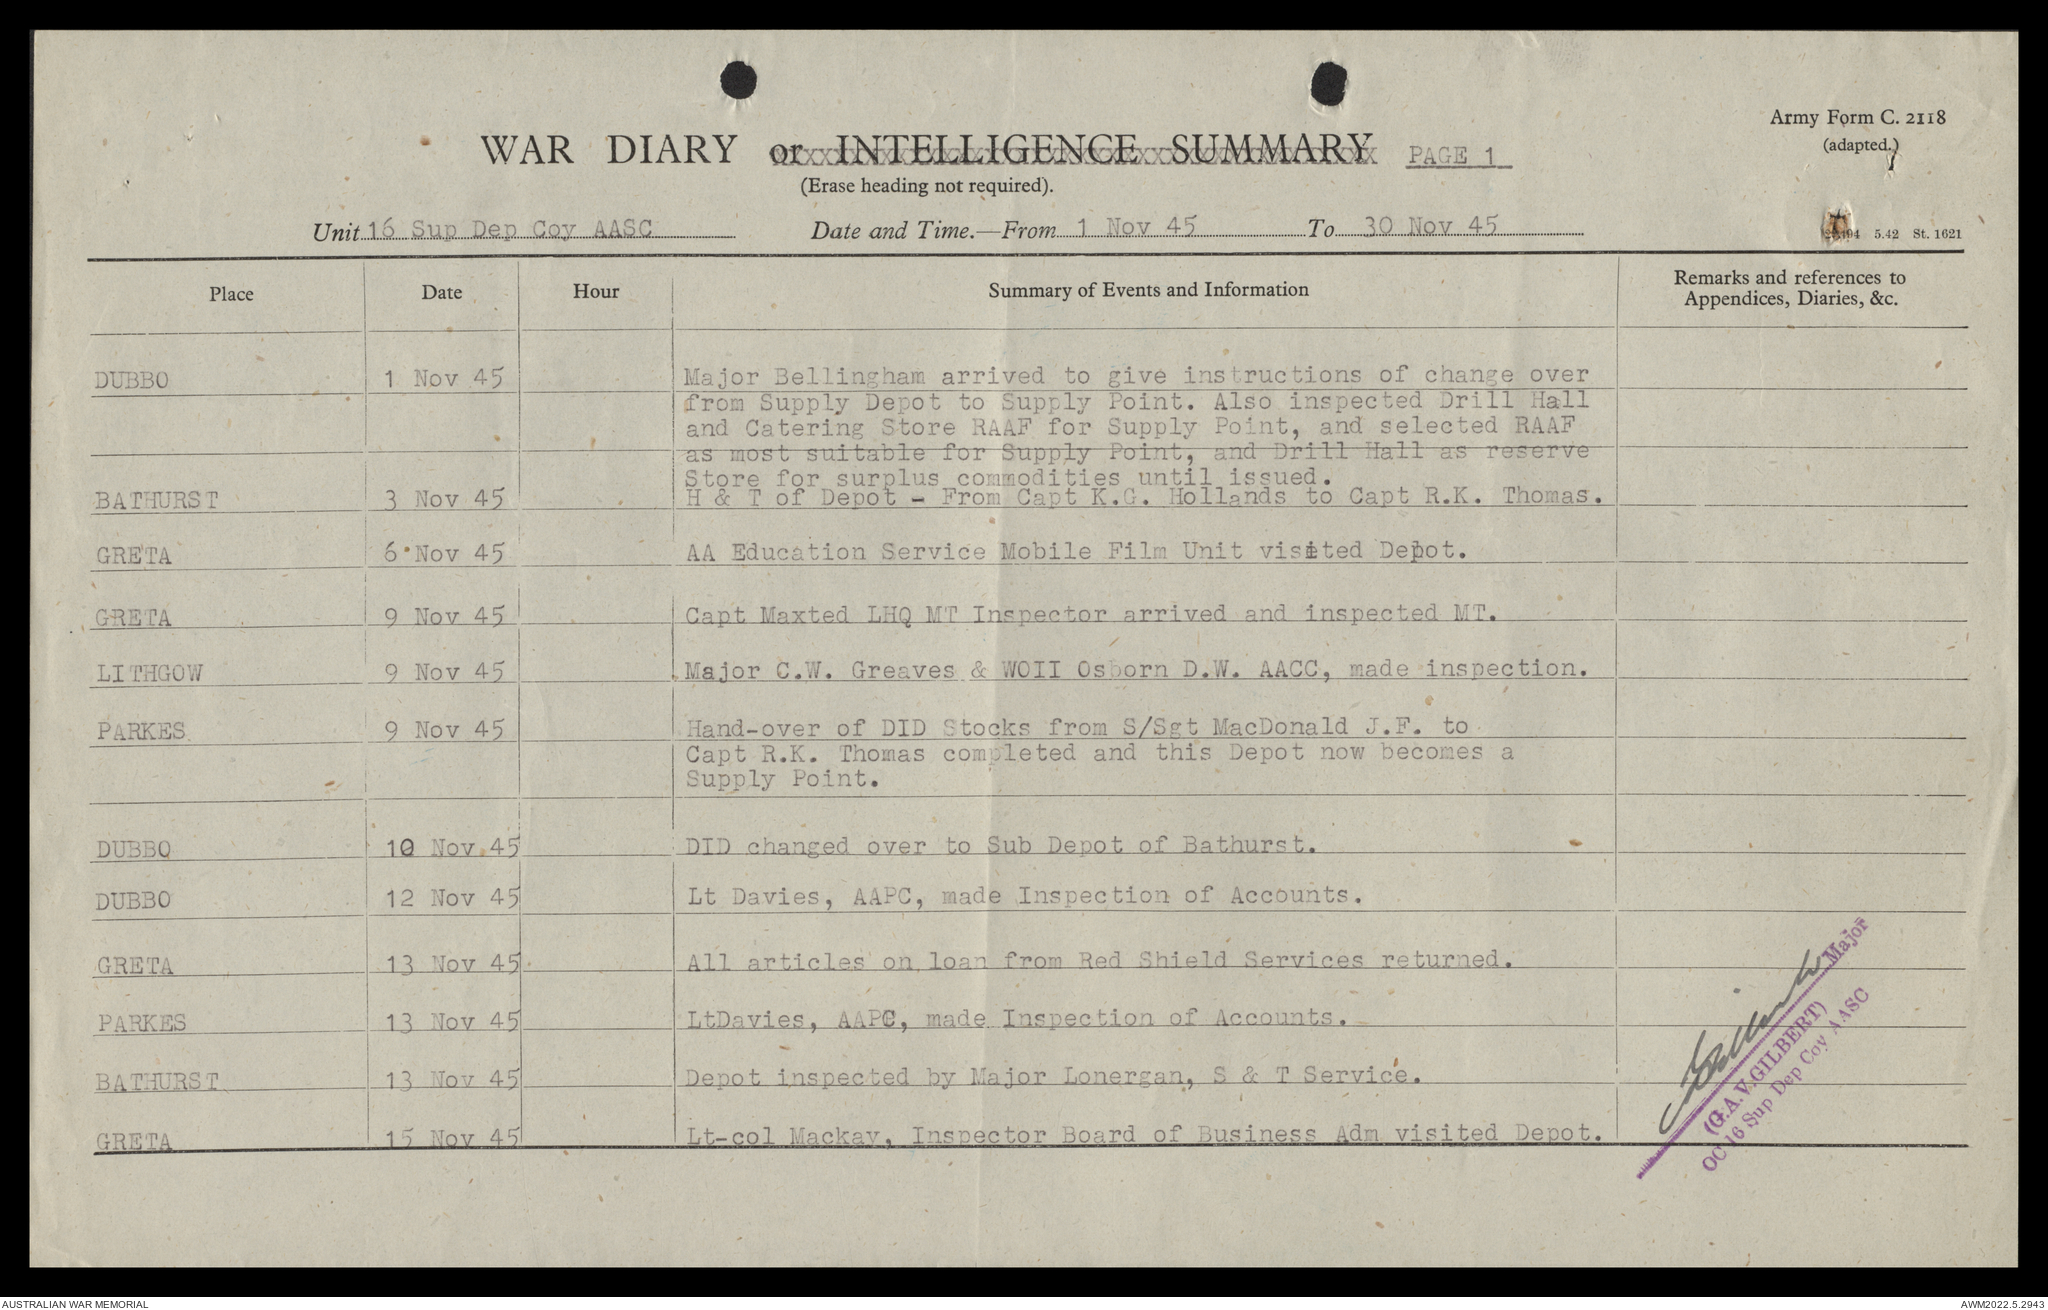 Army Form C. 2118
(adapted.)
WAR DIARY or INTELLIGENCE SUMMARY PAGE 1
(Erase heading not required).
5.42 St. 1621
Unit 16 Sup Dep Coy AASC Date and Time.—From 1 Nov 45 To 30 Nov 45
Place Date Hour Summary of Events and Information Remarks and references to
Appendices, Diaries, &c.
DUBBO 1 Nov 45 Major Bellingham arrived to give instructions of change over
from Supply Depot to Supply Point. Also inspected Drill Hall
and Catering Store RAAF for Supply Point, and selected RAAF
as most suitable for Supply Point, and Drill Hall as reserve
Store for surplus commodities until issued.
BATHURST 3 Nov 45 H & T of Depot - From Capt K.G. Hollands to Capt R.K. Thomas.
GRETA 6 Nov 45 AA Education Service Mobile Film Unit visited Depot.
GRETA 9 Nov 45 Capt Maxted LHQ MT Inspector arrived and inspected MT.
LITHGOW 9 Nov 45 Major C.W. Greaves & WOII Osborn D.W. AACC, made inspection.
PARKES 9 Nov 45 Hand-over of DID Stocks from S/Sgt MacDonald J.F. to
Capt R.K. Thomas completed and this Depot now becomes a
Supply Point.
DUBBO 10 Nov 45 DID changed over to Sub Depot of Bathurst.
DUBBO 12 Nov 45 Lt Davies, AAPC, made Inspection of Accounts.
GRETA 13 Nov 45 All articles on loan from Red Shield Services returned.
PARKES 13 Nov 45 LtDavies, AAPC, made Inspection of Accounts.
BATHURST 13 Nov 45 Depot inspected by Major Lonergan, S & T Service.
GRETA 15 Nov 45 Lt-col Mackay, Inspector Board of Business Adm visited Depot.
Major
(G.A.V. GILBERT)
OC 16 Sup Dep Coy AASC
AUSTRALIAN WAR MEMORIAL
AWM2022.5.2943